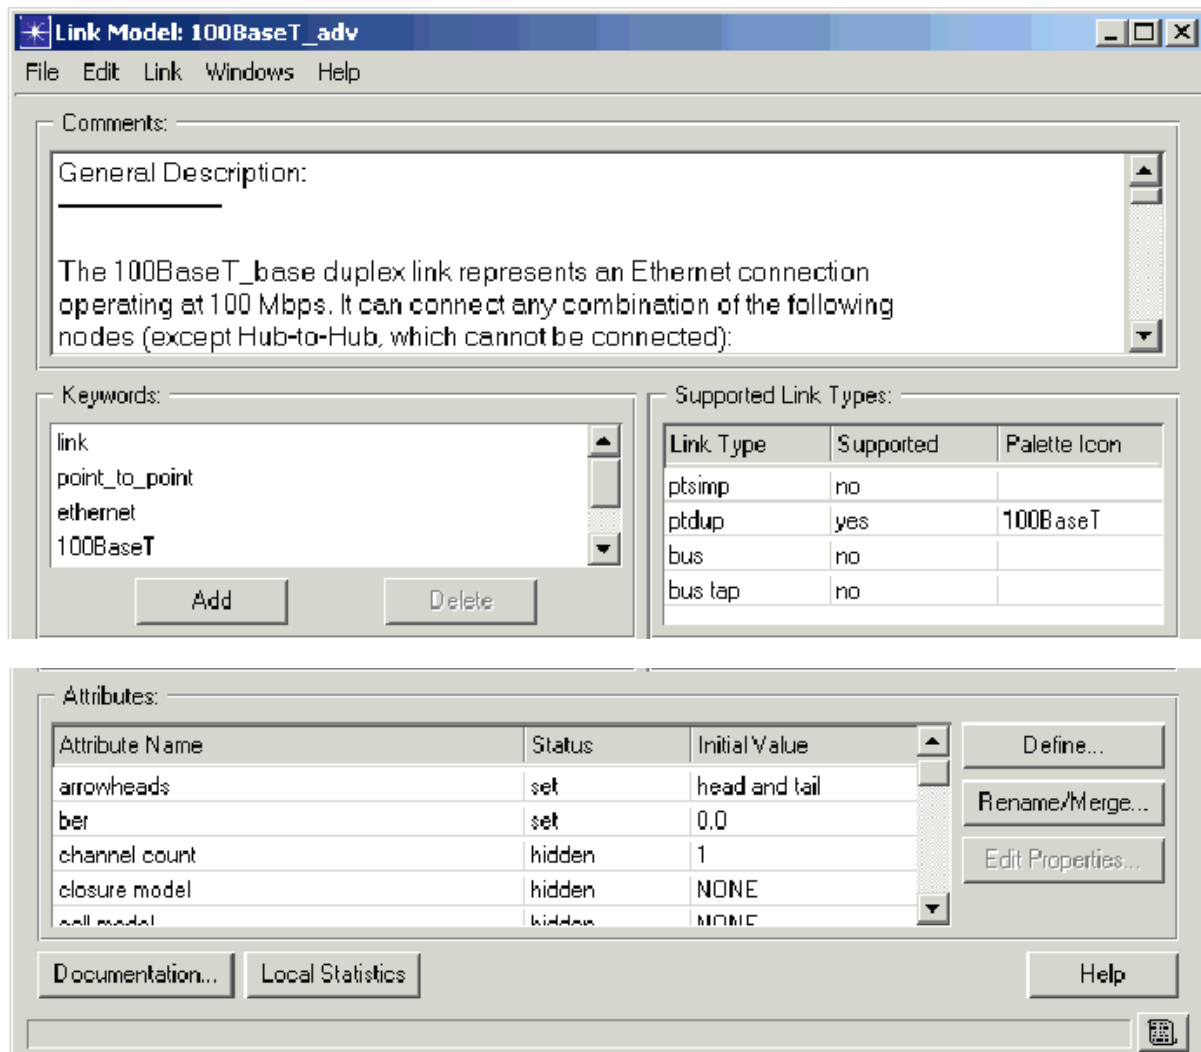 Link Model: 100BaseT_adv
File Edit Link Windows Help
Comments:
General Description:
The 100BaseT_base duplex link represents an Ethernet connection
operating at 100 Mbps. It can connect any combination of the following
nodes (except Hub-to-Hub, which cannot be connected):
Keywords:
link
point_to_point
ethernet
100BaseT
Add Delete
Supported Link Types:
Link Type Supported Palette Icon
ptsimp no
ptdup yes 100BaseT
bus no
bus tap no
Attributes:
Attribute Name Status Initial Value
arrowheads set head and tail
ber set 0.0
channel count hidden 1
closure model hidden NONE
model hidden NONE
Define...
Rename/Merge...
Edit Properties...
Documentation... Local Statistics Help